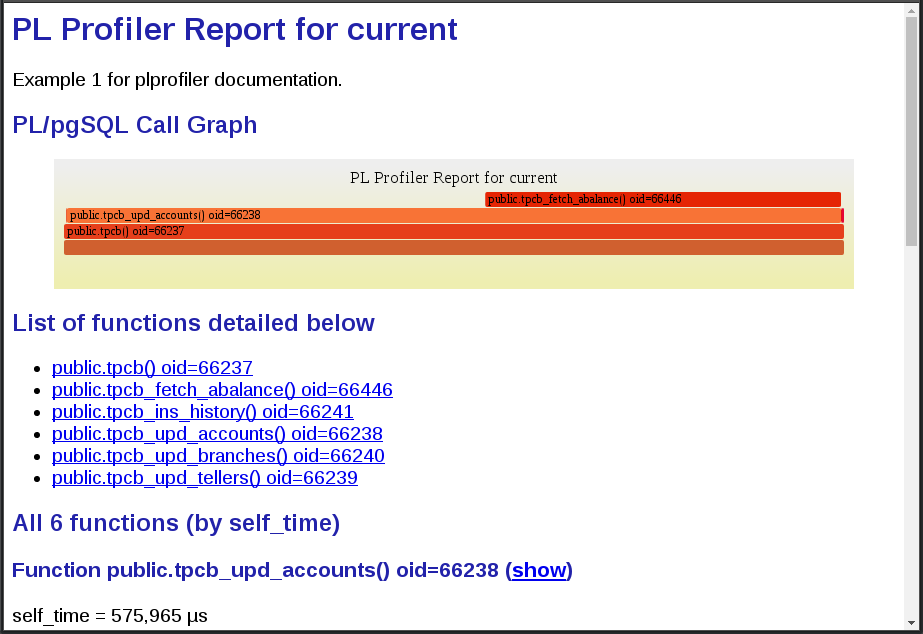 PL Profiler Report for current
Example 1 for plprofiler documentation.
PL/pgSQL Call Graph
PL Profiler Report for current
public.tpcb_fetch_abalance() oid=66446
public.tpcb_upd_accounts() oid=66238
public.tpcb() oid=66237
List of functions detailed below
public.tpcb() oid=66237
public.tpcb_fetch_abalance() oid=66446
public.tpcb_ins_history() oid=66241
public.tpcb_upd_accounts() oid=66238
public.tpcb_upd_branches() oid=66240
public.tpcb_upd_tellers() oid=66239
All 6 functions (by self_time)
Function public.tpcb_upd_accounts() oid=66238 (show)
self_time = 575,965 µs